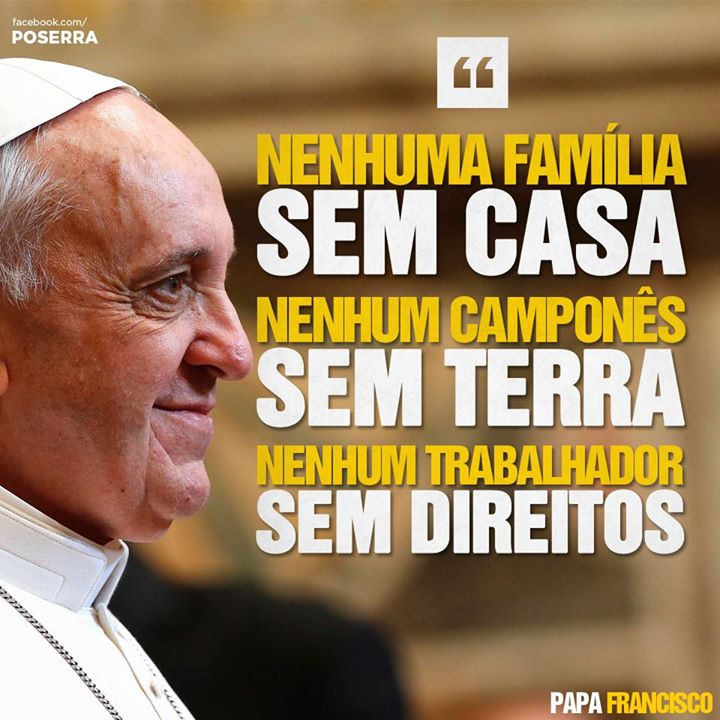 facebook.com/
POSERRA
“
NENHUMA FAMÍLIA
SEM CASA
NENHUM CAMPONÊS
SEM TERRA
NENHUM TRABALHADOR
SEM DIREITOS
PAPA FRANCISCO